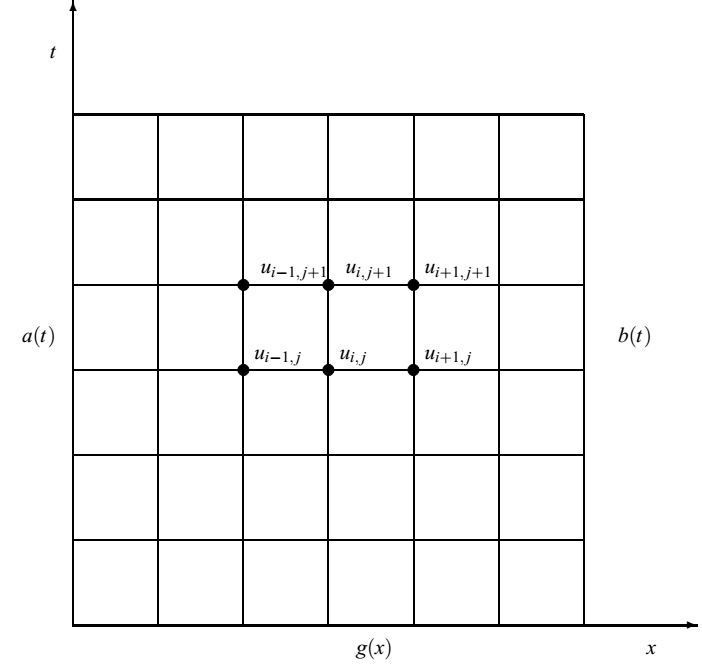 t
u_{i−1,j+1} u_{i,j+1} u_{i+1,j+1}
a(t) b(t)
u_{i−1,j} u_{i,j} u_{i+1,j}
g(x) x